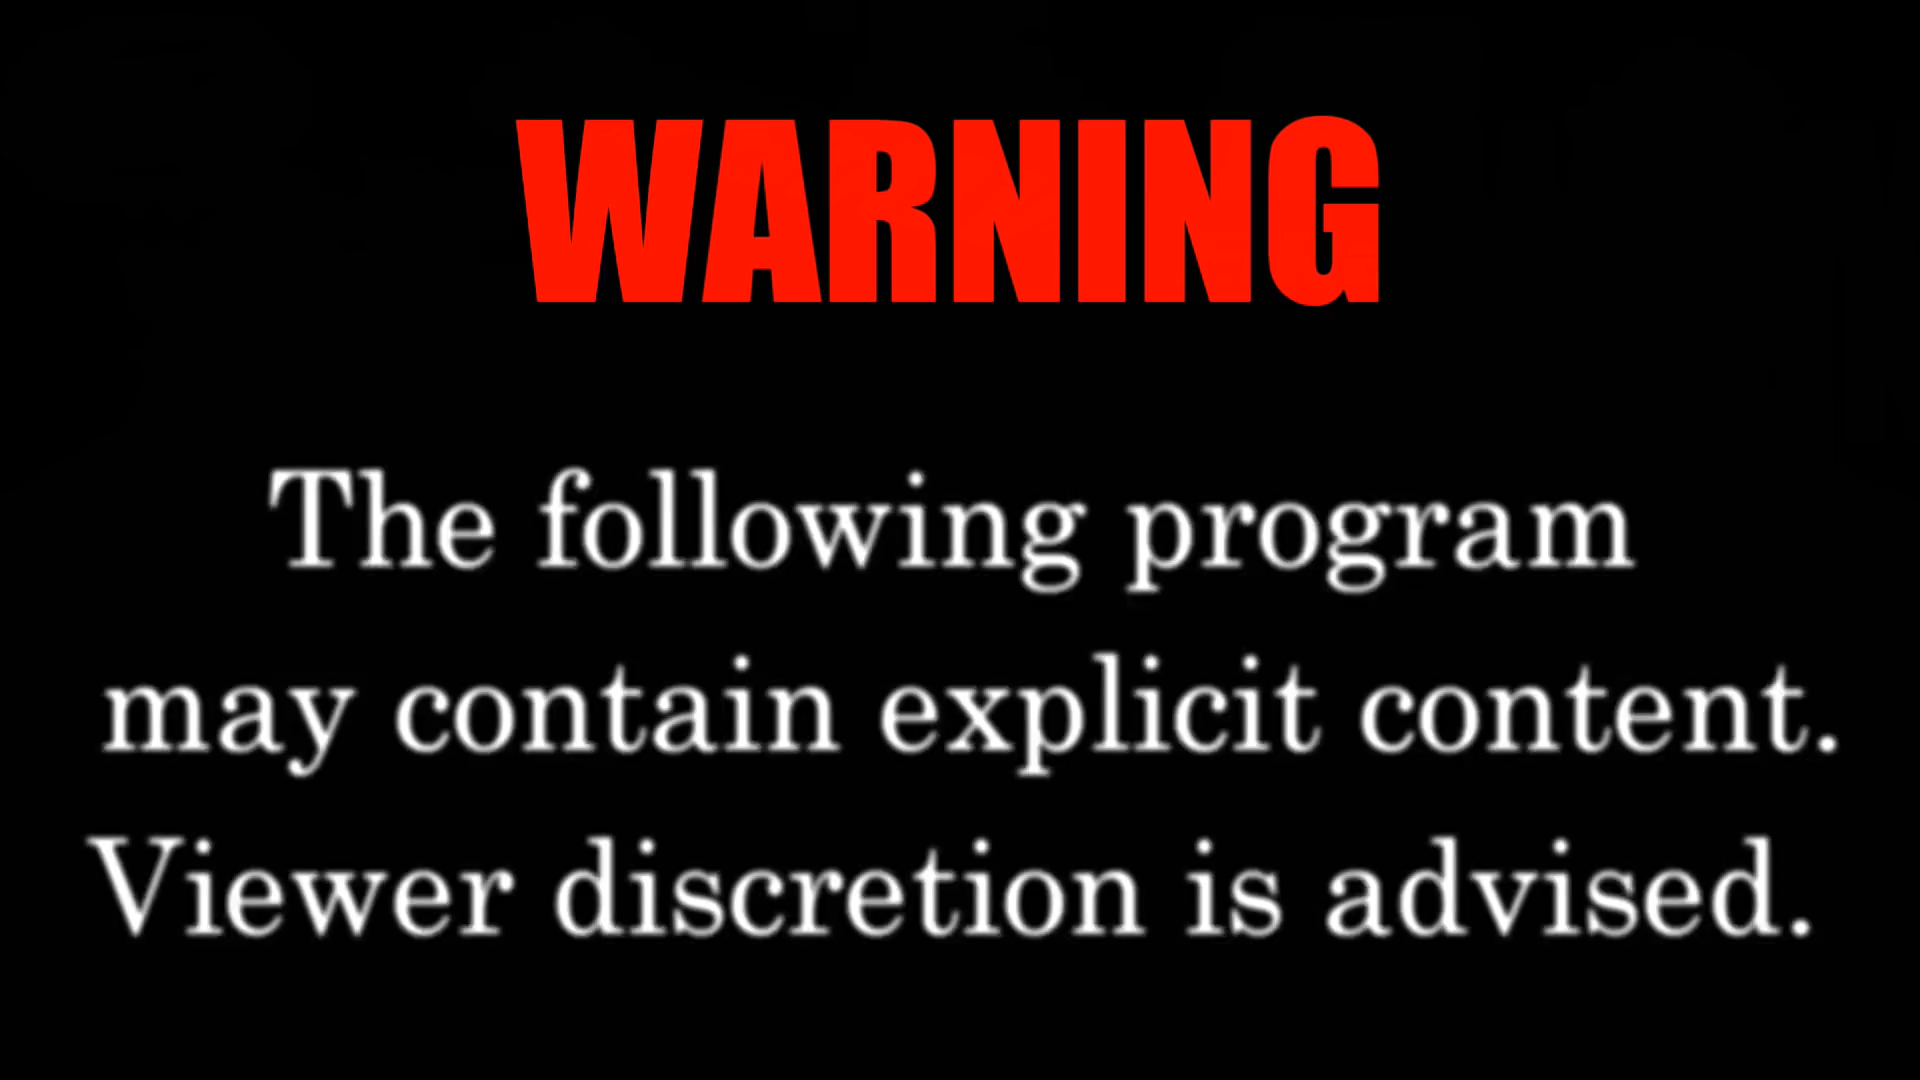 WARNING
The following program
may contain explicit content.
Viewer discretion is advised.